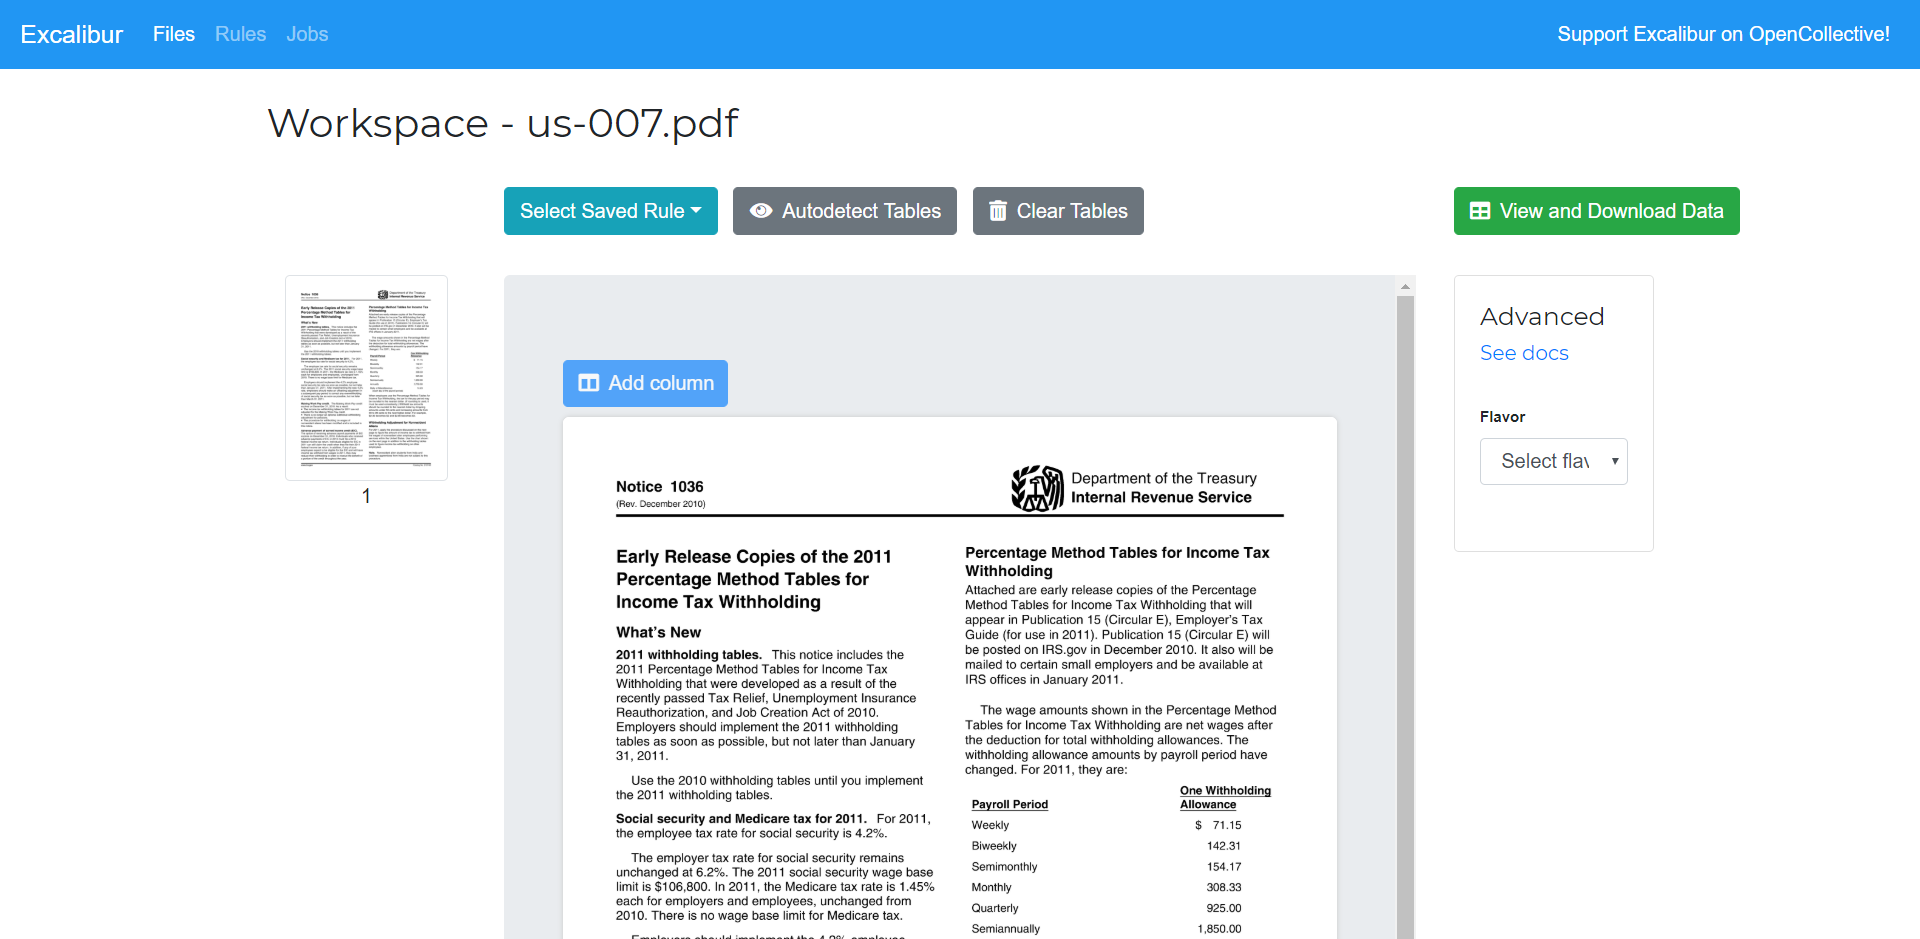 Excalibur Files Rules Jobs Support Excalibur on OpenCollective!
Workspace - us-007.pdf
Select Saved Rule Autodetect Tables Clear Tables View and Download Data
1
Advanced
See docs
Flavor
Select flav
Add column
Notice 1036
(Rev. December 2010)
Department of the Treasury
Internal Revenue Service
Early Release Copies of the 2011
Percentage Method Tables for
Income Tax Withholding
What's New
2011 withholding tables. This notice includes the
2011 Percentage Method Tables for Income Tax
Withholding that were developed as a result of the
recently passed Tax Relief, Unemployment Insurance
Reauthorization, and Job Creation Act of 2010.
Employers should implement the 2011 withholding
tables as soon as possible, but not later than January
31, 2011.
Use the 2010 withholding tables until you implement
the 2011 withholding tables.
Social security and Medicare tax for 2011. For 2011,
the employee tax rate for social security is 4.2%.
The employer tax rate for social security remains
unchanged at 6.2%. The 2011 social security wage base
limit is $106,800. In 2011, the Medicare tax rate is 1.45%
each for employers and employees, unchanged from
2010. There is no wage base limit for Medicare tax.
Employers should implement the 4.2% employee
Percentage Method Tables for Income Tax
Withholding
Attached are early release copies of the Percentage
Method Tables for Income Tax Withholding that will
appear in Publication 15 (Circular E), Employer's Tax
Guide (for use in 2011). Publication 15 (Circular E) will
be posted on IRS.gov in December 2010. It also will be
mailed to certain small employers and be available at
IRS offices in January 2011.
The wage amounts shown in the Percentage Method
Tables for Income Tax Withholding are net wages after
the deduction for total withholding allowances. The
withholding allowance amounts by payroll period have
changed. For 2011, they are:
One Withholding
Payroll Period Allowance
Weekly $ 71.15
Biweekly 142.31
Semimonthly 154.17
Monthly 308.33
Quarterly 925.00
Semiannually 1,850.00